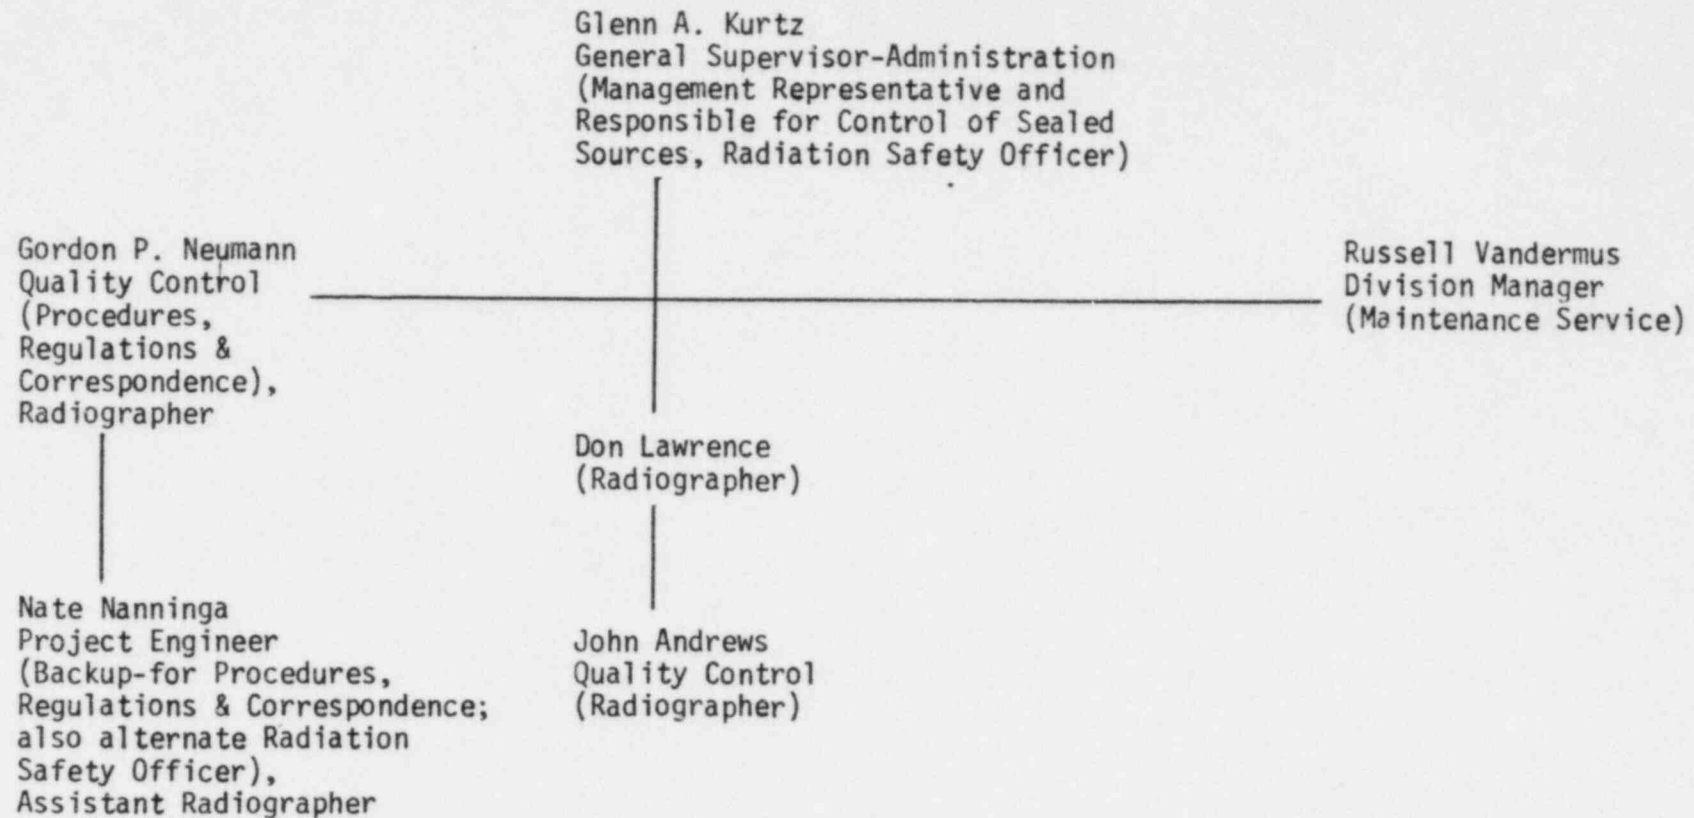 Glenn A. Kurtz
General Supervisor-Administration
(Management Representative and
Responsible for Control of Sealed
Sources, Radiation Safety Officer)
Gordon P. Neumann
Quality Control
(Procedures,
Regulations &
Correspondence),
Radiographer
Russell Vandermus
Division Manager
(Maintenance Service)
Don Lawrence
(Radiographer)
Nate Nanninga
Project Engineer
(Backup-for Procedures,
Regulations & Correspondence;
also alternate Radiation
Safety Officer),
Assistant Radiographer
John Andrews
Quality Control
(Radiographer)